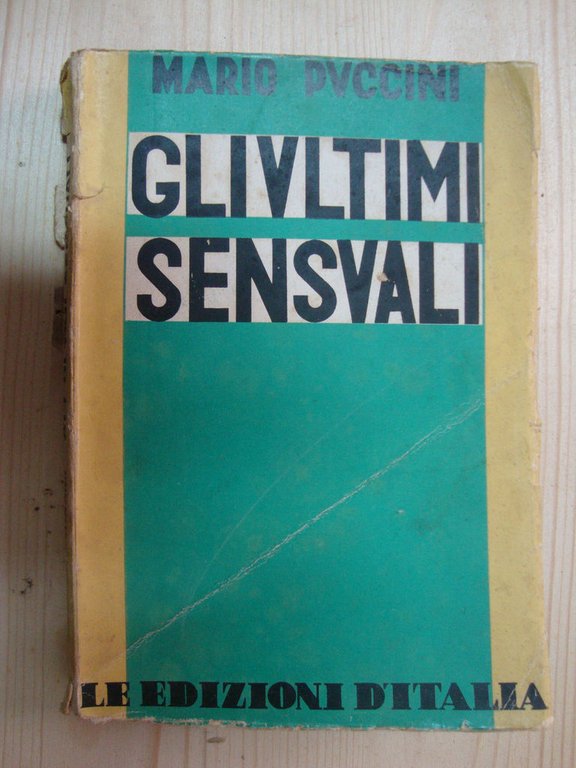 MARIO PVCCINI
GLI VLTIMI
SENSVALI
LE EDIZIONI D'ITALIA